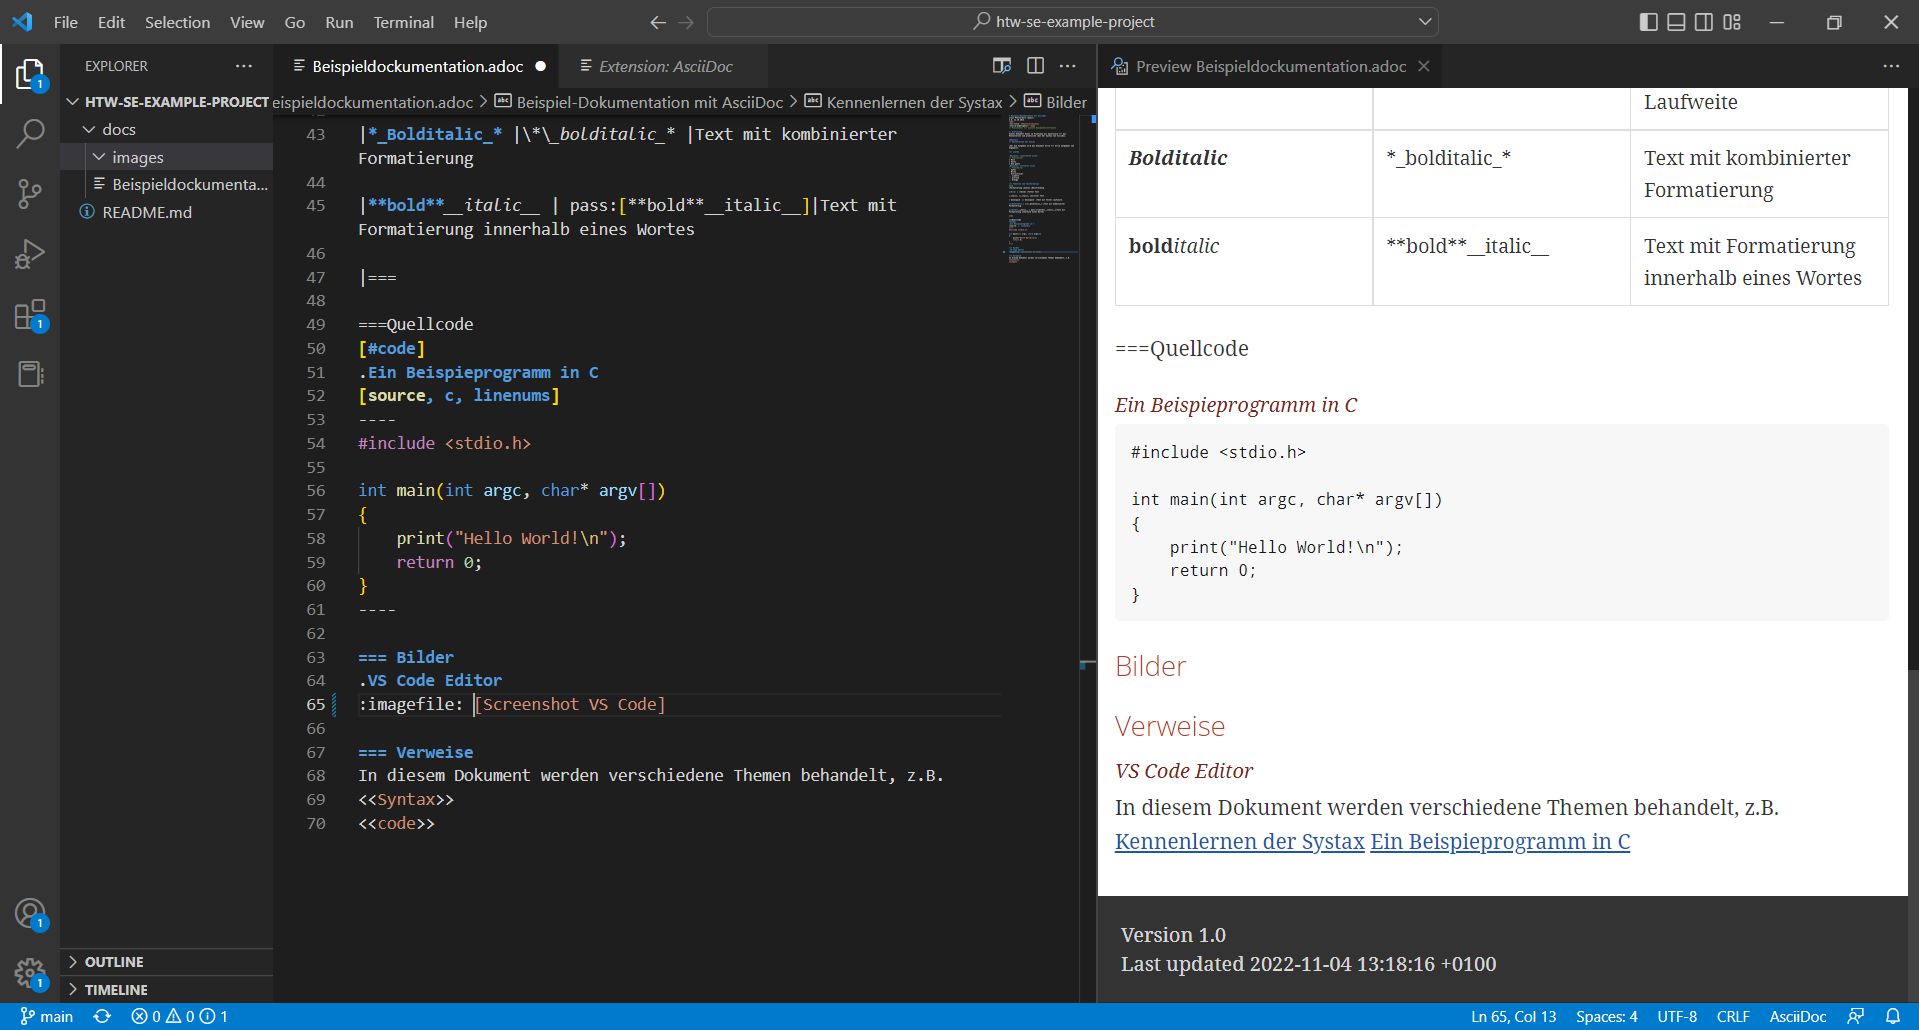 File Edit Selection View Go Run Terminal Help
htw-se-example-project
EXPLORER
HTW-SE-EXAMPLE-PROJECT
docs
images
Beispieldockumenta...
README.md
OUTLINE
TIMELINE
1
1
1
1
Beispieldockumentation.adoc
Extension: AsciiDoc
eispieldockumentation.adoc > Beispiel-Dokumentation mit AsciiDoc > Kennenlernen der Systax > Bilder
43 |*_Bolditalic_* |\*\_bolditalic_* |Text mit kombinierter
Formatierung
44
45 |**bold**__italic__ | pass:[**bold**__italic__]|Text mit
Formatierung innerhalb eines Wortes
46
47 |===
48
49 ===Quellcode
50 [#code]
51 .Ein Beispieprogramm in C
52 [source, c, linenums]
53 ----
54 #include <stdio.h>
55
56 int main(int argc, char* argv[])
57 {
58 print("Hello World!\n");
59 return 0;
60 }
61 ----
62
63 === Bilder
64 .VS Code Editor
65 :imagefile: [Screenshot VS Code]
66
67 === Verweise
68 In diesem Dokument werden verschiedene Themen behandelt, z.B.
69 <<Syntax>>
70 <<code>>
Preview Beispieldockumentation.adoc
Laufweite
Bolditalic *_bolditalic_* Text mit kombinierter
Formatierung
bolditalic **bold**__italic__ Text mit Formatierung
innerhalb eines Wortes
===Quellcode
Ein Beispieprogramm in C
#include <stdio.h>
int main(int argc, char* argv[])
{
print("Hello World!\n");
return 0;
}
Bilder
Verweise
VS Code Editor
In diesem Dokument werden verschiedene Themen behandelt, z.B.
Kennenlernen der Systax Ein Beispieprogramm in C
Version 1.0
Last updated 2022-11-04 13:18:16 +0100
main 0 0 1 Ln 65, Col 13 Spaces: 4 UTF-8 CRLF AsciiDoc